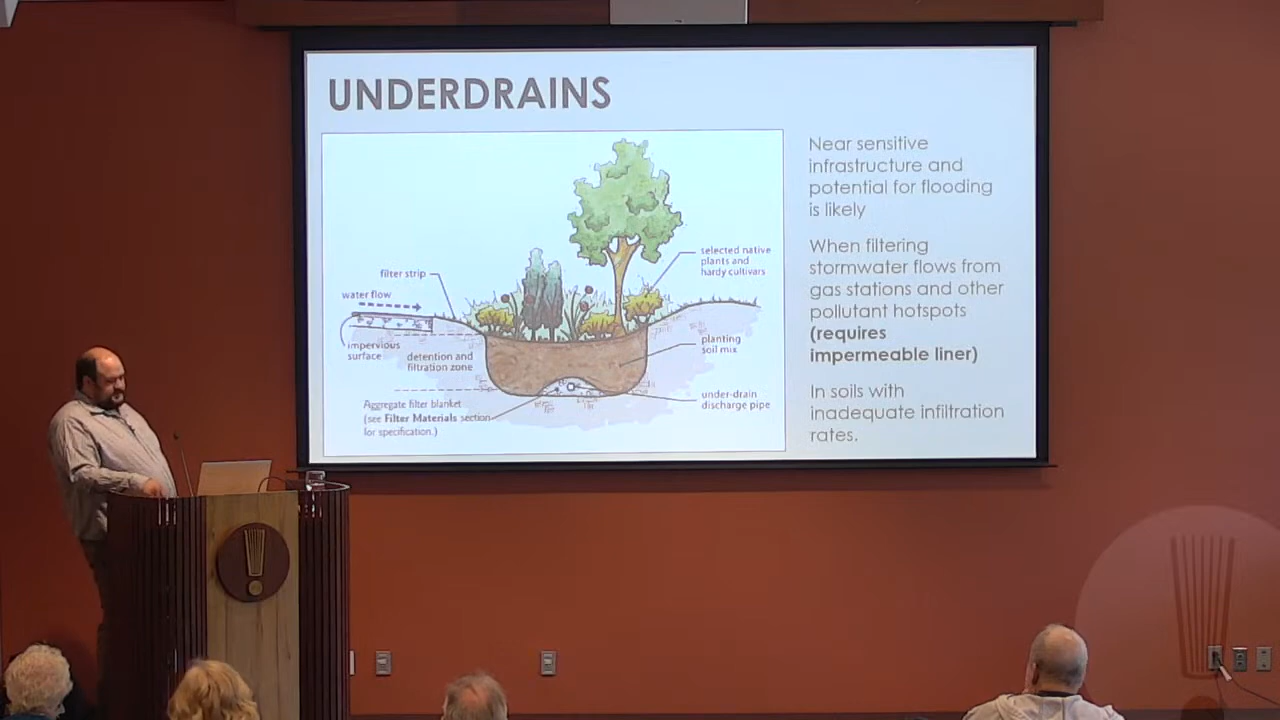 UNDERDRAINS
Near sensitive
infrastructure and
potential for flooding
is likely
When filtering
stormwater flows from
gas stations and other
pollutant hotspots
(requires
impermeable liner)
In soils with
inadequate infiltration
rates.
selected native
plants and
hardy cultivars
filter strip
water flow
impervious
surface
detention and
filtration zone
planting
soil mix
Aggregate filter blanket
(see Filter Materials section
for specification.)
under-drain
discharge pipe